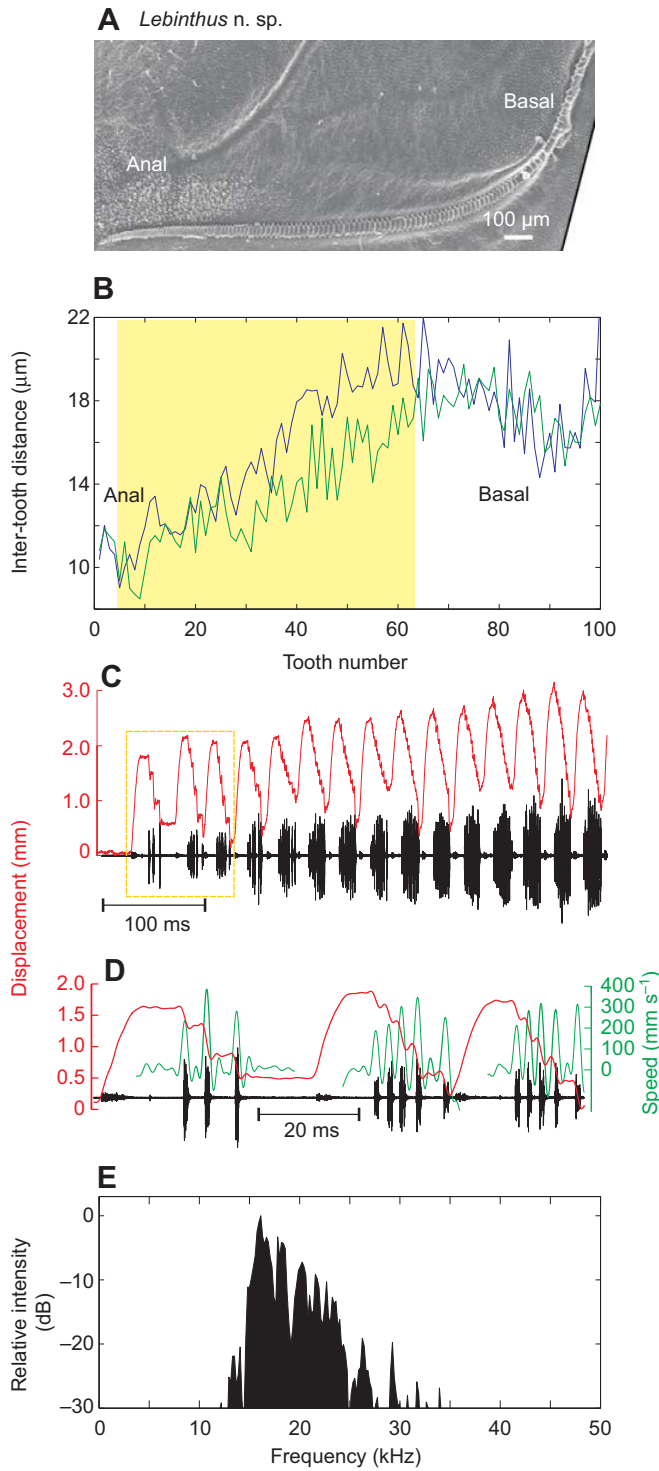 A Lebinthus n. sp.
Basal
Anal
100 µm
B
22
18
14
10
Inter-tooth distance (µm)
Anal
Basal
0 20 40 60 80 100
Tooth number
C
3.0
2.0
1.0
0
100 ms
Displacement (mm)
D
2.0
1.5
1.0
0.5
0
400
300
200
100
0
Speed (mm s⁻¹)
20 ms
E
0
–10
–20
–30
Relative intensity
(dB)
0 10 20 30 40 50
Frequency (kHz)